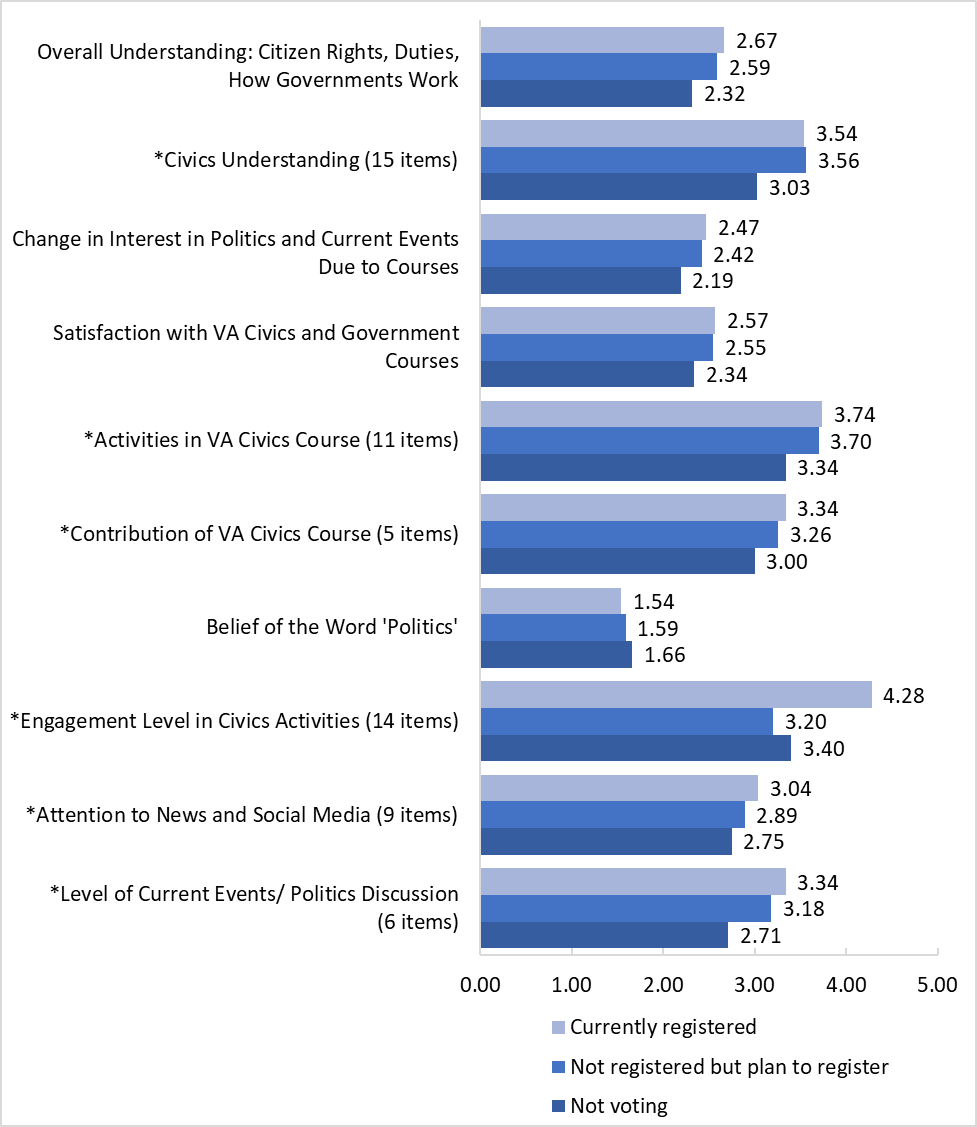 Overall Understanding: Citizen Rights, Duties,
How Governments Work
2.67
2.59
2.32
*Civics Understanding (15 items)
3.54
3.56
3.03
Change in Interest in Politics and Current Events
Due to Courses
2.47
2.42
2.19
Satisfaction with VA Civics and Government
Courses
2.57
2.55
2.34
*Activities in VA Civics Course (11 items)
3.74
3.70
3.34
*Contribution of VA Civics Course (5 items)
3.34
3.26
3.00
Belief of the Word 'Politics'
1.54
1.59
1.66
*Engagement Level in Civics Activities (14 items)
4.28
3.20
3.40
*Attention to News and Social Media (9 items)
3.04
2.89
2.75
*Level of Current Events/ Politics Discussion
(6 items)
3.34
3.18
2.71
0.00 1.00 2.00 3.00 4.00 5.00
Currently registered
Not registered but plan to register
Not voting